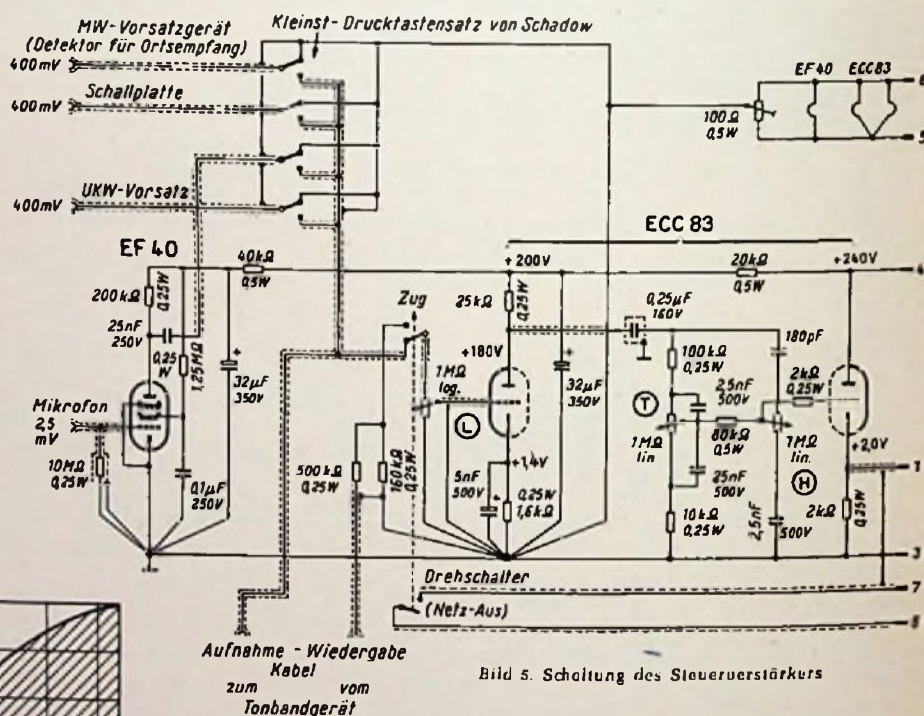 MW-Vorsatzgerät
(Detektor für Ortsempfang)
Kleinst-Drucktastensatz von Schadow
400mV
Schallplatte
400mV
UKW-Vorsatz
400mV
EF 40
ECC83
6
100Ω
0,5W
5
EF 40
ECC 83
40kΩ
0,5W
+200V
20kΩ
0,5W
+240V
4
200kΩ
0,25W
25nF
250V
0,25
W
1,25MΩ
32µF
350V
Zug
25kΩ
0,25W
+180V
0,25µF
160V
180pF
1MΩ
log.
32µF
350V
100kΩ
0,25W
2,5nF
500V
2kΩ
0,25W
Mikrofon
2,5
mV
L
T
1MΩ
lin
80kΩ
0,5W
1MΩ
lin.
H
+2,0V
1
10MΩ
0,25W
0,1µF
250V
500kΩ
0,25W
160kΩ
0,25W
5nF
500V
+1,4V
0,25W
1,6kΩ
25nF
500V
10kΩ
0,25W
2,5nF
500V
2kΩ
0,25W
3
Drehschalter
7
(Netz-Aus)
8
Aufnahme - Wiedergabe
Kabel
zum vom
Tonbandgerät
Bild 5. Schaltung des Steuerverstärkers